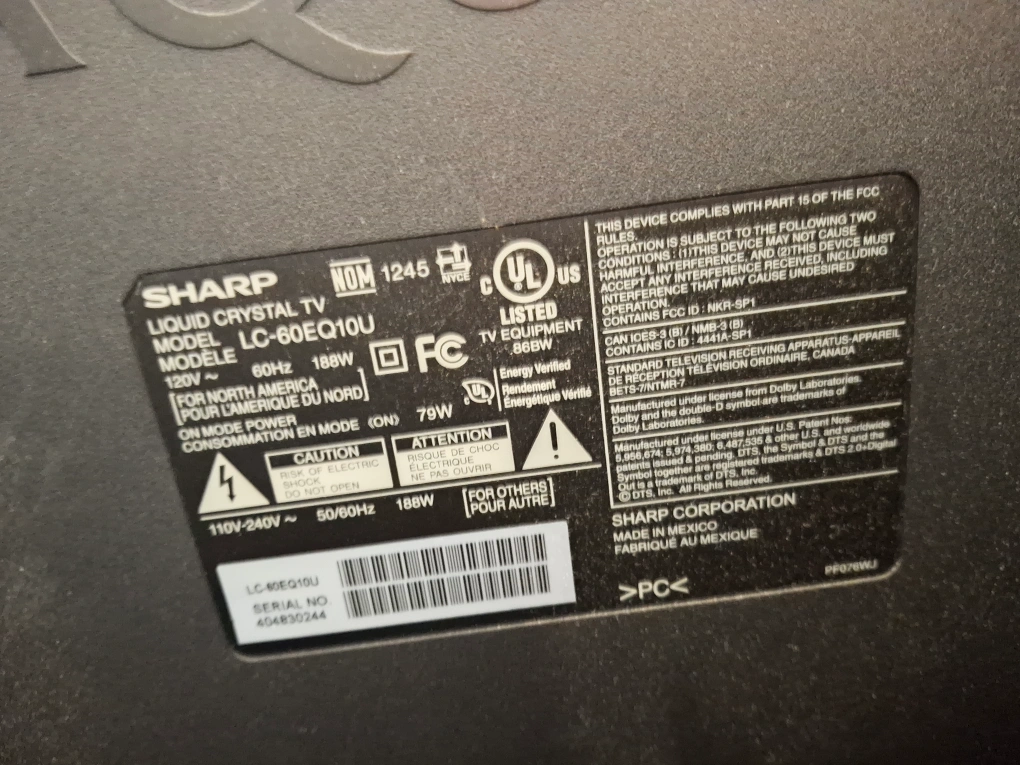 SHARP
LIQUID CRYSTAL TV
MODEL LC-60EQ10U
MODÈLE
120V ~ 60Hz 188W
[FOR NORTH AMERICA
POUR L'AMERIQUE DU NORD]
ON MODE POWER
CONSOMMATION EN MODE (ON) 79W
NOM 1245 NYCE
C UL US
LISTED
TV EQUIPMENT
86BW
FC
UL
Energy Verified
Rendement
Énergétique Vérifié
CAUTION
RISK OF ELECTRIC
SHOCK
DO NOT OPEN
ATTENTION
RISQUE DE CHOC
ÉLECTRIQUE
NE PAS OUVRIR
110V-240V ~ 50/60Hz 188W [FOR OTHERS
POUR AUTRE]
LC-60EQ10U
SERIAL NO.
404830244
THIS DEVICE COMPLIES WITH PART 15 OF THE FCC
RULES.
OPERATION IS SUBJECT TO THE FOLLOWING TWO
CONDITIONS : (1)THIS DEVICE MAY NOT CAUSE
HARMFUL INTERFERENCE, AND (2)THIS DEVICE MUST
ACCEPT ANY INTERFERENCE RECEIVED, INCLUDING
INTERFERENCE THAT MAY CAUSE UNDESIRED
OPERATION.
CONTAINS FCC ID : NKR-SP1
CAN ICES-3 (B) / NMB-3 (B)
CONTAINS IC ID : 4441A-SP1
STANDARD TELEVISION RECEIVING APPARATUS-APPAREIL
DE RÉCEPTION TÉLÉVISION ORDINAIRE, CANADA
BETS-7/NTMR-7
Manufactured under license from Dolby Laboratories.
Dolby and the double-D symbol are trademarks of
Dolby Laboratories.
Manufactured under license under U.S. Patent Nos:
5,956,674; 5,974,380; 6,487,535 & other U.S. and worldwide
patents issued & pending. DTS, the Symbol & DTS and the
Symbol together are registered trademarks & DTS 2.0+Digital
Out is a trademark of DTS, Inc.
© DTS, Inc. All Rights Reserved.
SHARP CORPORATION
MADE IN MEXICO
FABRIQUÉ AU MEXIQUE
>PC<
PF076WJ